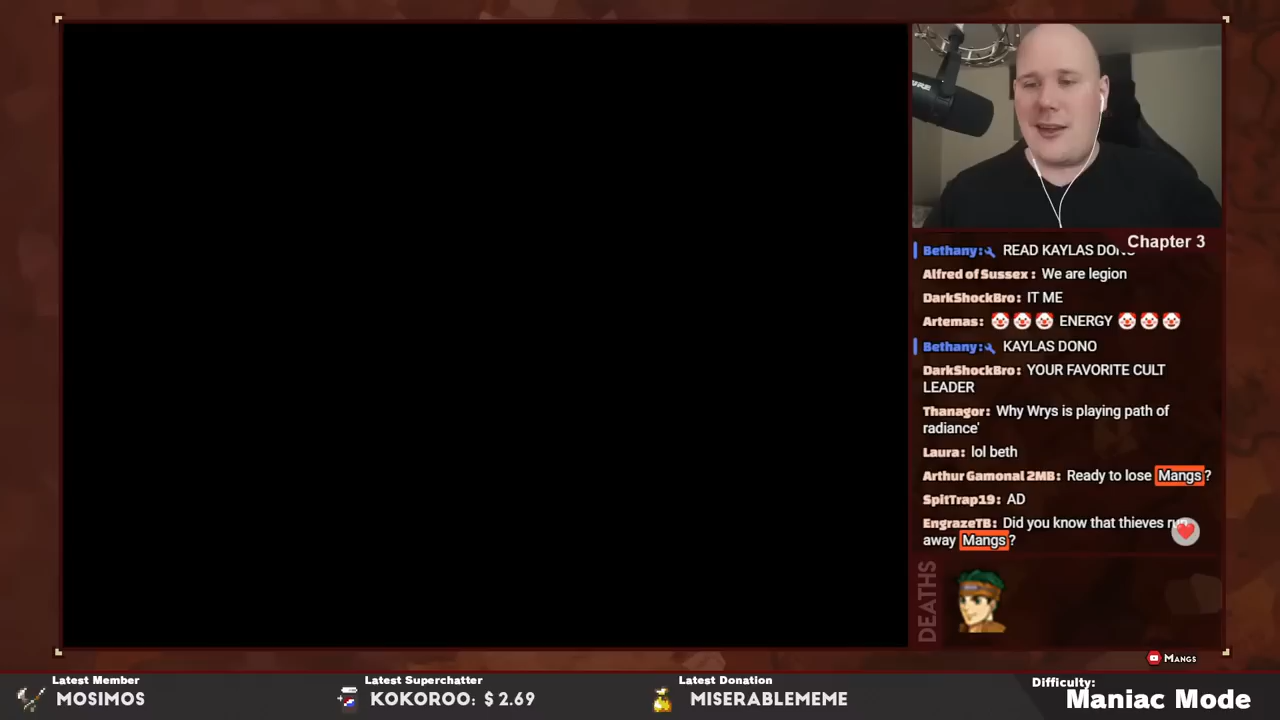 Chapter 3
Bethany: READ KAYLAS DONO
Alfred of Sussex : We are legion
DarkShockBro : IT ME
Artemas : 🤡 🤡 🤡 ENERGY 🤡 🤡 🤡
Bethany: KAYLAS DONO
DarkShockBro : YOUR FAVORITE CULT
LEADER
Thanagor : Why Wrys is playing path of
radiance'
Laura : lol beth
Arthur Gamonal 2MB : Ready to lose Mangs ?
SpitTrap19 : AD
EngrazeTB : Did you know that thieves run
away Mangs ?
DEATHS
Mangs
Latest Member
MOSIMOS
Latest Superchatter
KOKOROO: $ 2.69
Latest Donation
MISERABLEMEME
Difficulty:
Maniac Mode